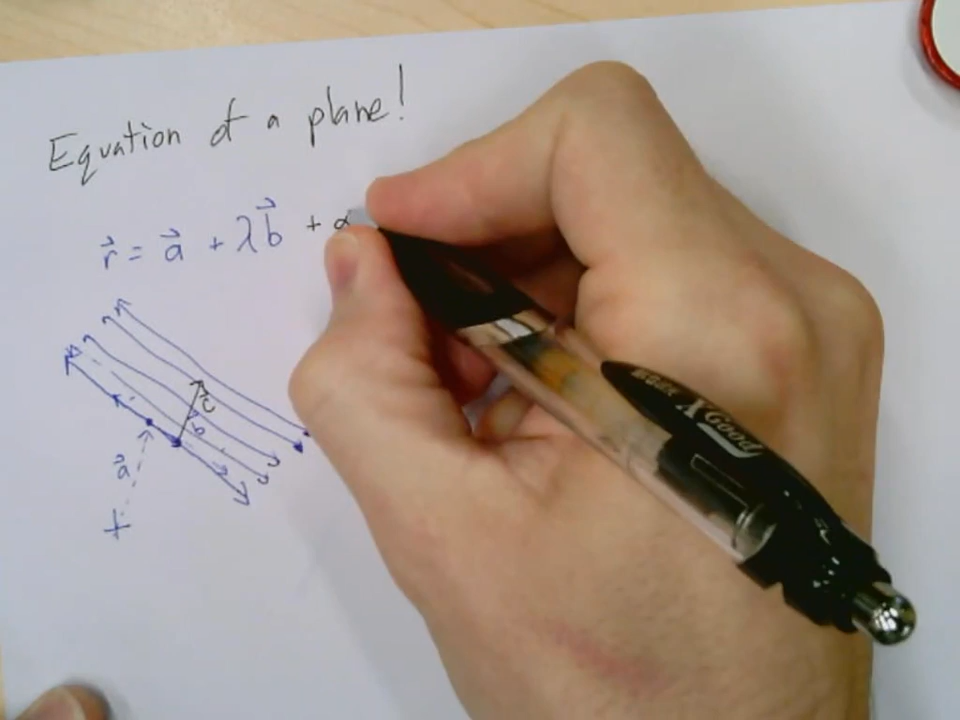 Equation of a plane!
r⃗ = a⃗ + λb⃗ + α
c⃗
b
a⃗
X Good